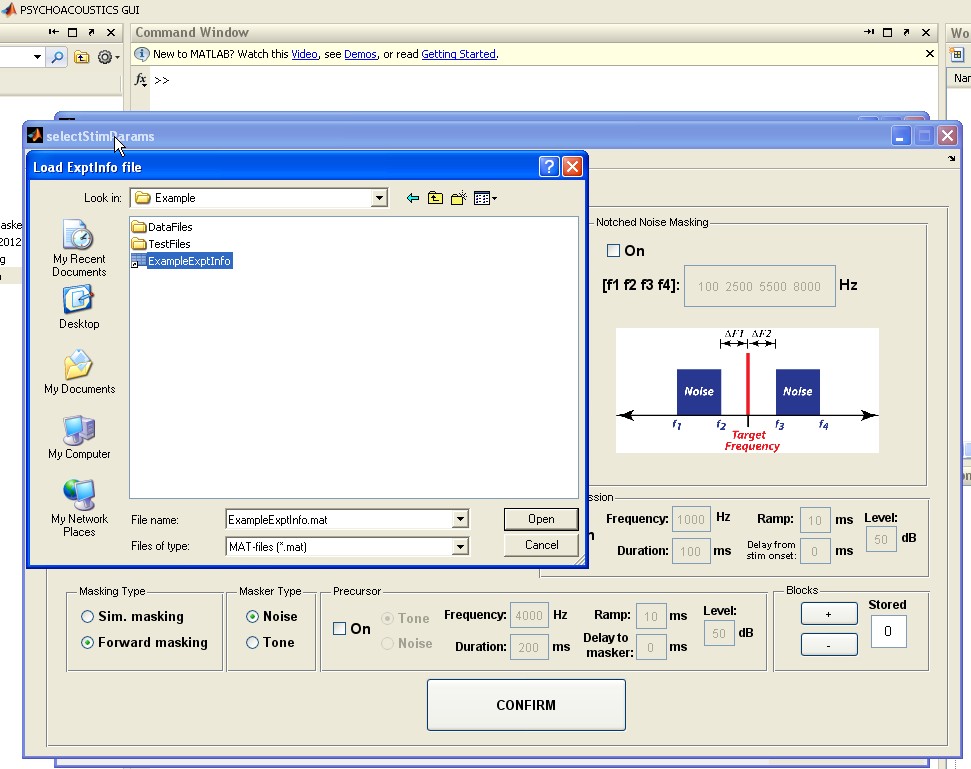 PSYCHOACOUSTICS GUI
Command Window
Wo
New to MATLAB? Watch this Video, see Demos, or read Getting Started.
Nar
fx >>
selectStimParams
Load ExptInfo file
Look in: Example
DataFiles
TestFiles
ExampleExptInfo
My Recent
Documents
Desktop
My Documents
My Computer
My Network
Places
File name: ExampleExptInfo.mat
Open
Files of type: MAT-files (*.mat)
Cancel
aske
2012
g
Notched Noise Masking
On
[f1 f2 f3 f4]: 100 2500 5500 8000 Hz
ΔF1 ΔF2
Noise Noise
f1 f2 f3 f4
Target
Frequency
ssion
Frequency: 1000 Hz Ramp: 10 ms Level:
50 dB
n
Duration: 100 ms Delay from
stim onset: 0 ms
Masking Type
Sim. masking
Forward masking
Masker Type
Noise
Tone
Precursor
On
Tone
Noise
Frequency: 4000 Hz Ramp: 10 ms Level:
50 dB
Duration: 200 ms Delay to
masker: 0 ms
Blocks
+
-
Stored
0
CONFIRM